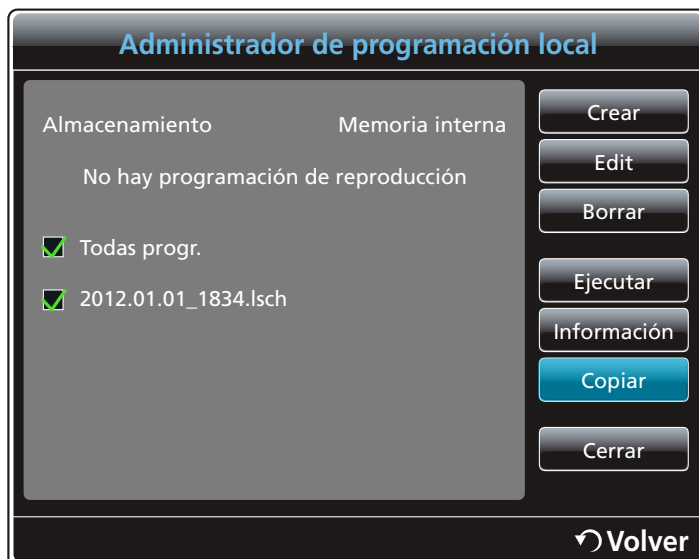 Administrador de programación local
Almacenamiento Memoria interna
No hay programación de reproducción
Todas progr.
2012.01.01_1834.lsch
Crear
Edit
Borrar
Ejecutar
Información
Copiar
Cerrar
Volver